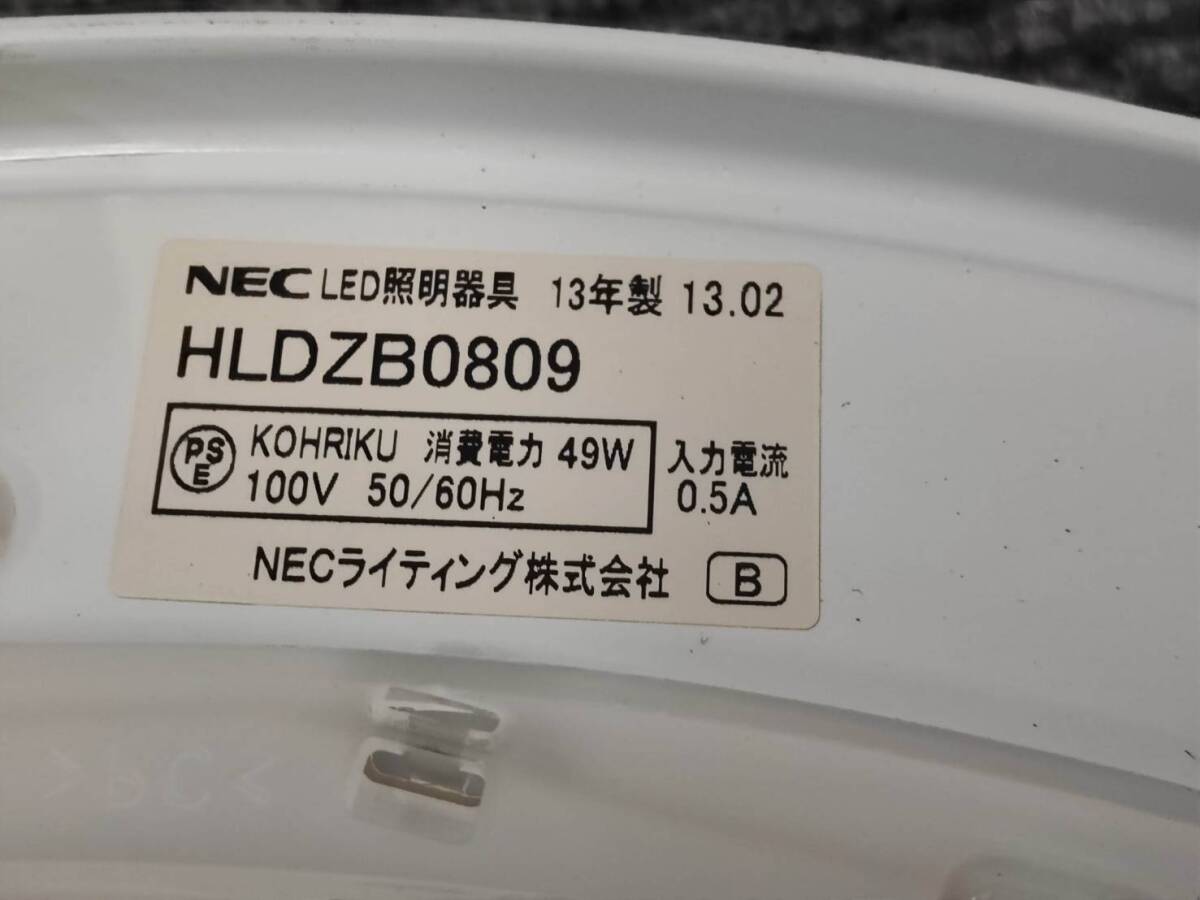 NEC LED照明器具 13年製 13.02
HLDZB0809
PSE KOHRIKU 消費電力 49W
100V 50/60Hz
入力電流
0.5A
NECライティング株式会社 B
>PC<